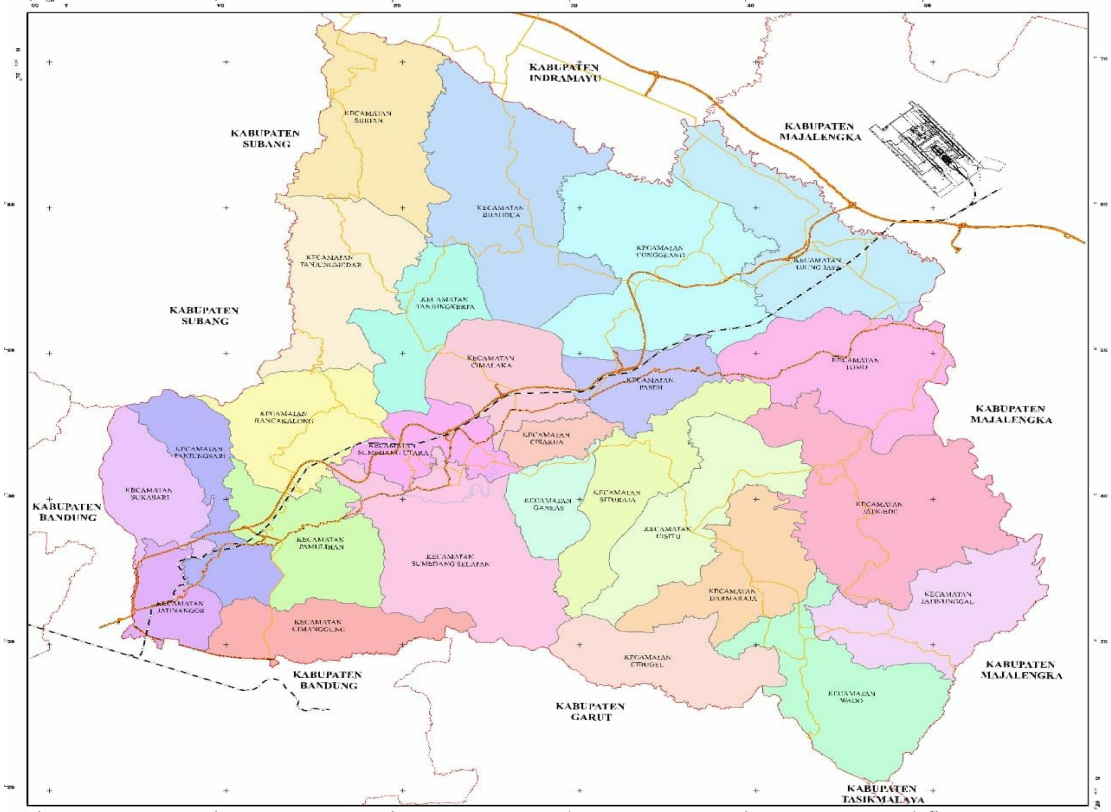 KABUPATEN
INDRAMAYU
KABUPATEN
SUBANG
KECAMATAN
SURIAN
KABUPATEN
MAJALENGKA
KECAMATAN
BUAHDUA
KECAMATAN
TANJUNGMEDAR
KECAMATAN
CONGGEANG
KECAMATAN
UJUNG JAYA
KECAMATAN
TANJUNGKERTA
KABUPATEN
SUBANG
KECAMATAN
CIMALAKA
KECAMATAN
PASEH
KECAMATAN
TOMO
KECAMATAN
RANCAKALONG
KABUPATEN
MAJALENGKA
KECAMATAN
CISARUA
KECAMATAN
TANJUNGSARI
KECAMATAN
SUMEDANG UTARA
KECAMATAN
SUKASARI
KECAMATAN
GANEAS
KECAMATAN
SITURAJA
KECAMATAN
JATIGEDE
KABUPATEN
BANDUNG
KECAMATAN
CISITU
KECAMATAN
PAMULIHAN
KECAMATAN
SUMEDANG SELATAN
KECAMATAN
DARMARAJA
KECAMATAN
JATINUNGGAL
KECAMATAN
JATINANGOR
KECAMATAN
CIMANGGUNG
KECAMATAN
CIBUGEL
KABUPATEN
MAJALENGKA
KABUPATEN
BANDUNG
KECAMATAN
WADO
KABUPATEN
GARUT
KABUPATEN
TASIKMALAYA